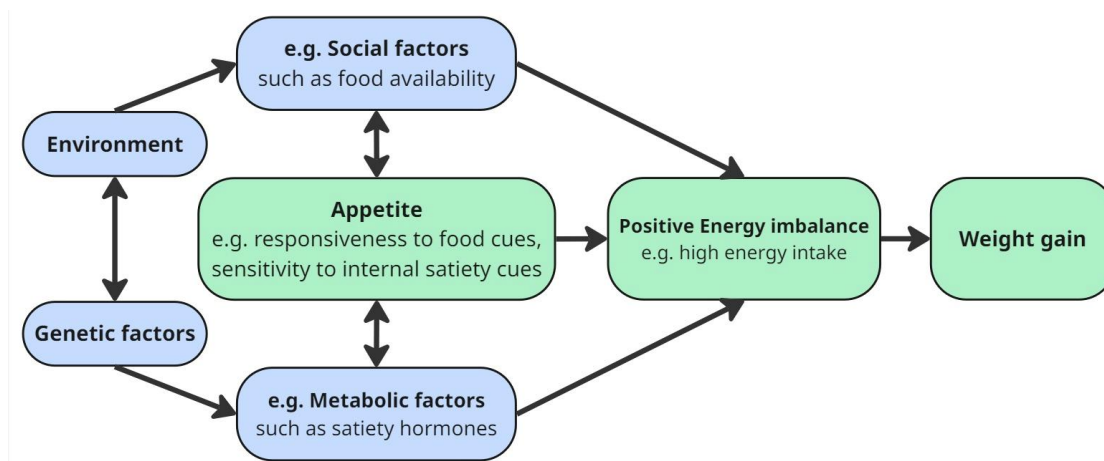 e.g. Social factors
such as food availability
Environment
Appetite
e.g. responsiveness to food cues,
sensitivity to internal satiety cues
Positive Energy imbalance
e.g. high energy intake
Weight gain
Genetic factors
e.g. Metabolic factors
such as satiety hormones